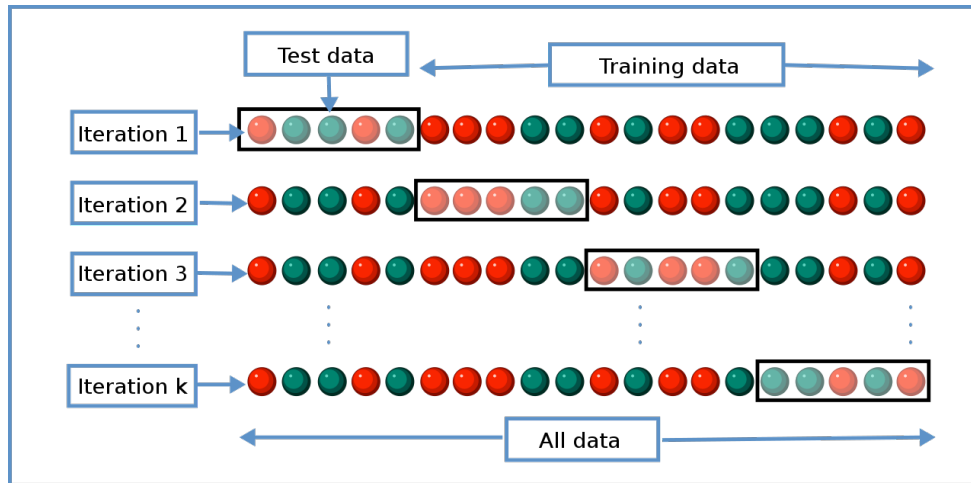 Test data
Training data
Iteration 1
Iteration 2
Iteration 3
Iteration k
All data